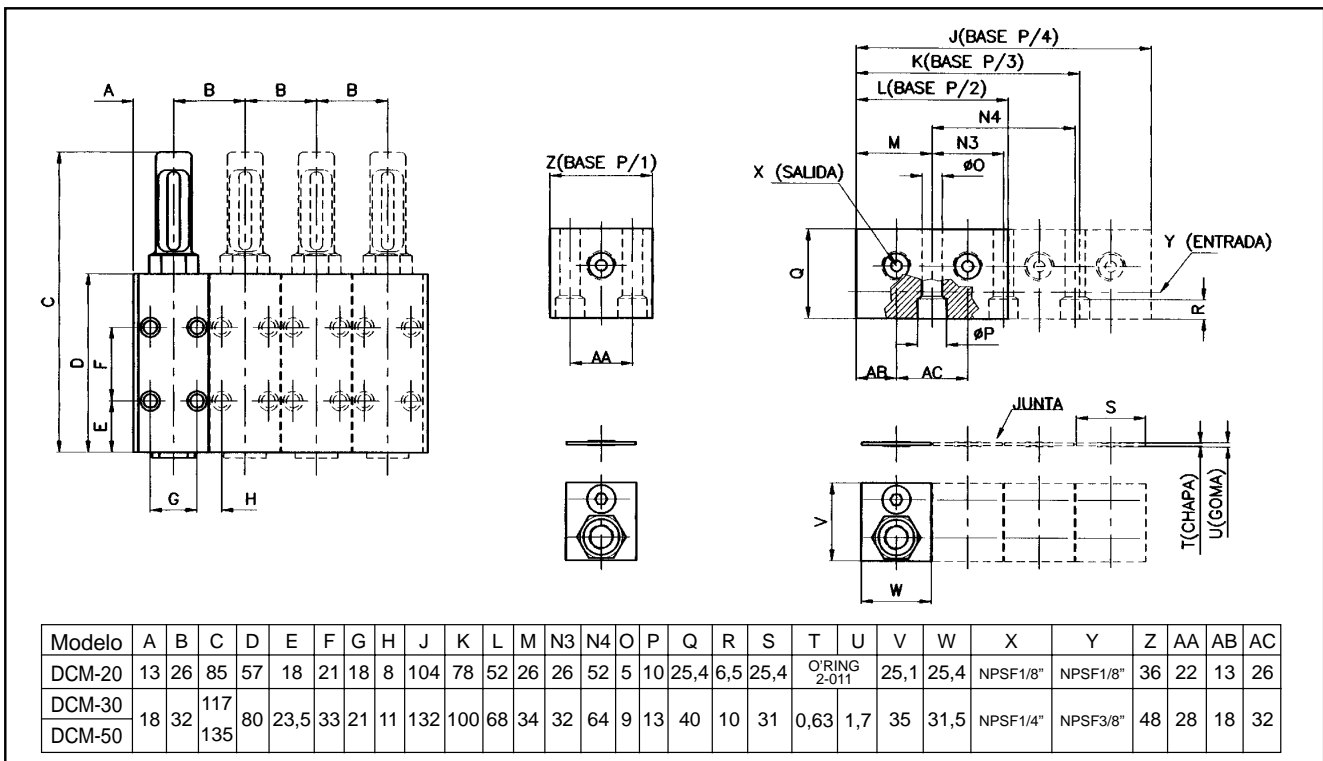 J(BASE P/4)
K(BASE P/3)
L(BASE P/2)
A
B
B
B
N4
M
N3
Z(BASE P/1)
X (SALIDA)
øO
Y (ENTRADA)
C
D
Q
F
R
E
AA
øP
AB
AC
JUNTA
S
G
H
V
T(CHAPA)
U(GOMA)
W
Modelo A B C D E F G H J K L M N3 N4 O P Q R S T U V W X Y Z AA AB AC
DCM-20 13 26 85 57 18 21 18 8 104 78 52 26 26 52 5 10 25,4 6,5 25,4 O'RING 2-011 25,1 25,4 NPSF1/8" NPSF1/8" 36 22 13 26
DCM-30 18 32 117 80 23,5 33 21 11 132 100 68 34 32 64 9 13 40 10 31 0,63 1,7 35 31,5 NPSF1/4" NPSF3/8" 48 28 18 32
DCM-50 135